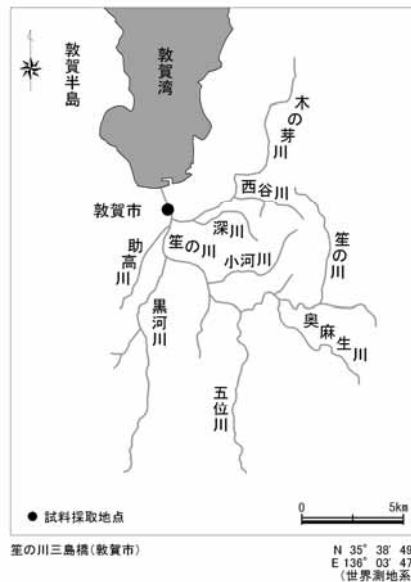 敦賀半島
敦賀湾
木の芽川
西谷川
敦賀市
深川
笙の川
小河川
笙の川
助高川
黒河川
奥麻生川
五位川
● 試料採取地点
0 5km
笙の川三島橋(敦賀市)
N 35° 38′ 49
E 136° 03′ 47
(世界測地系